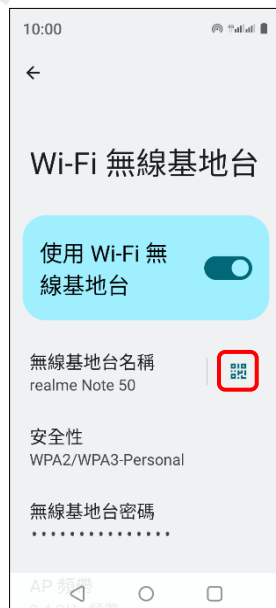 10:00
Wi-Fi 無線基地台
使用 Wi-Fi 無
線基地台
無線基地台名稱
realme Note 50
安全性
WPA2/WPA3-Personal
無線基地台密碼
•••••••••••••••
AP 頻帶